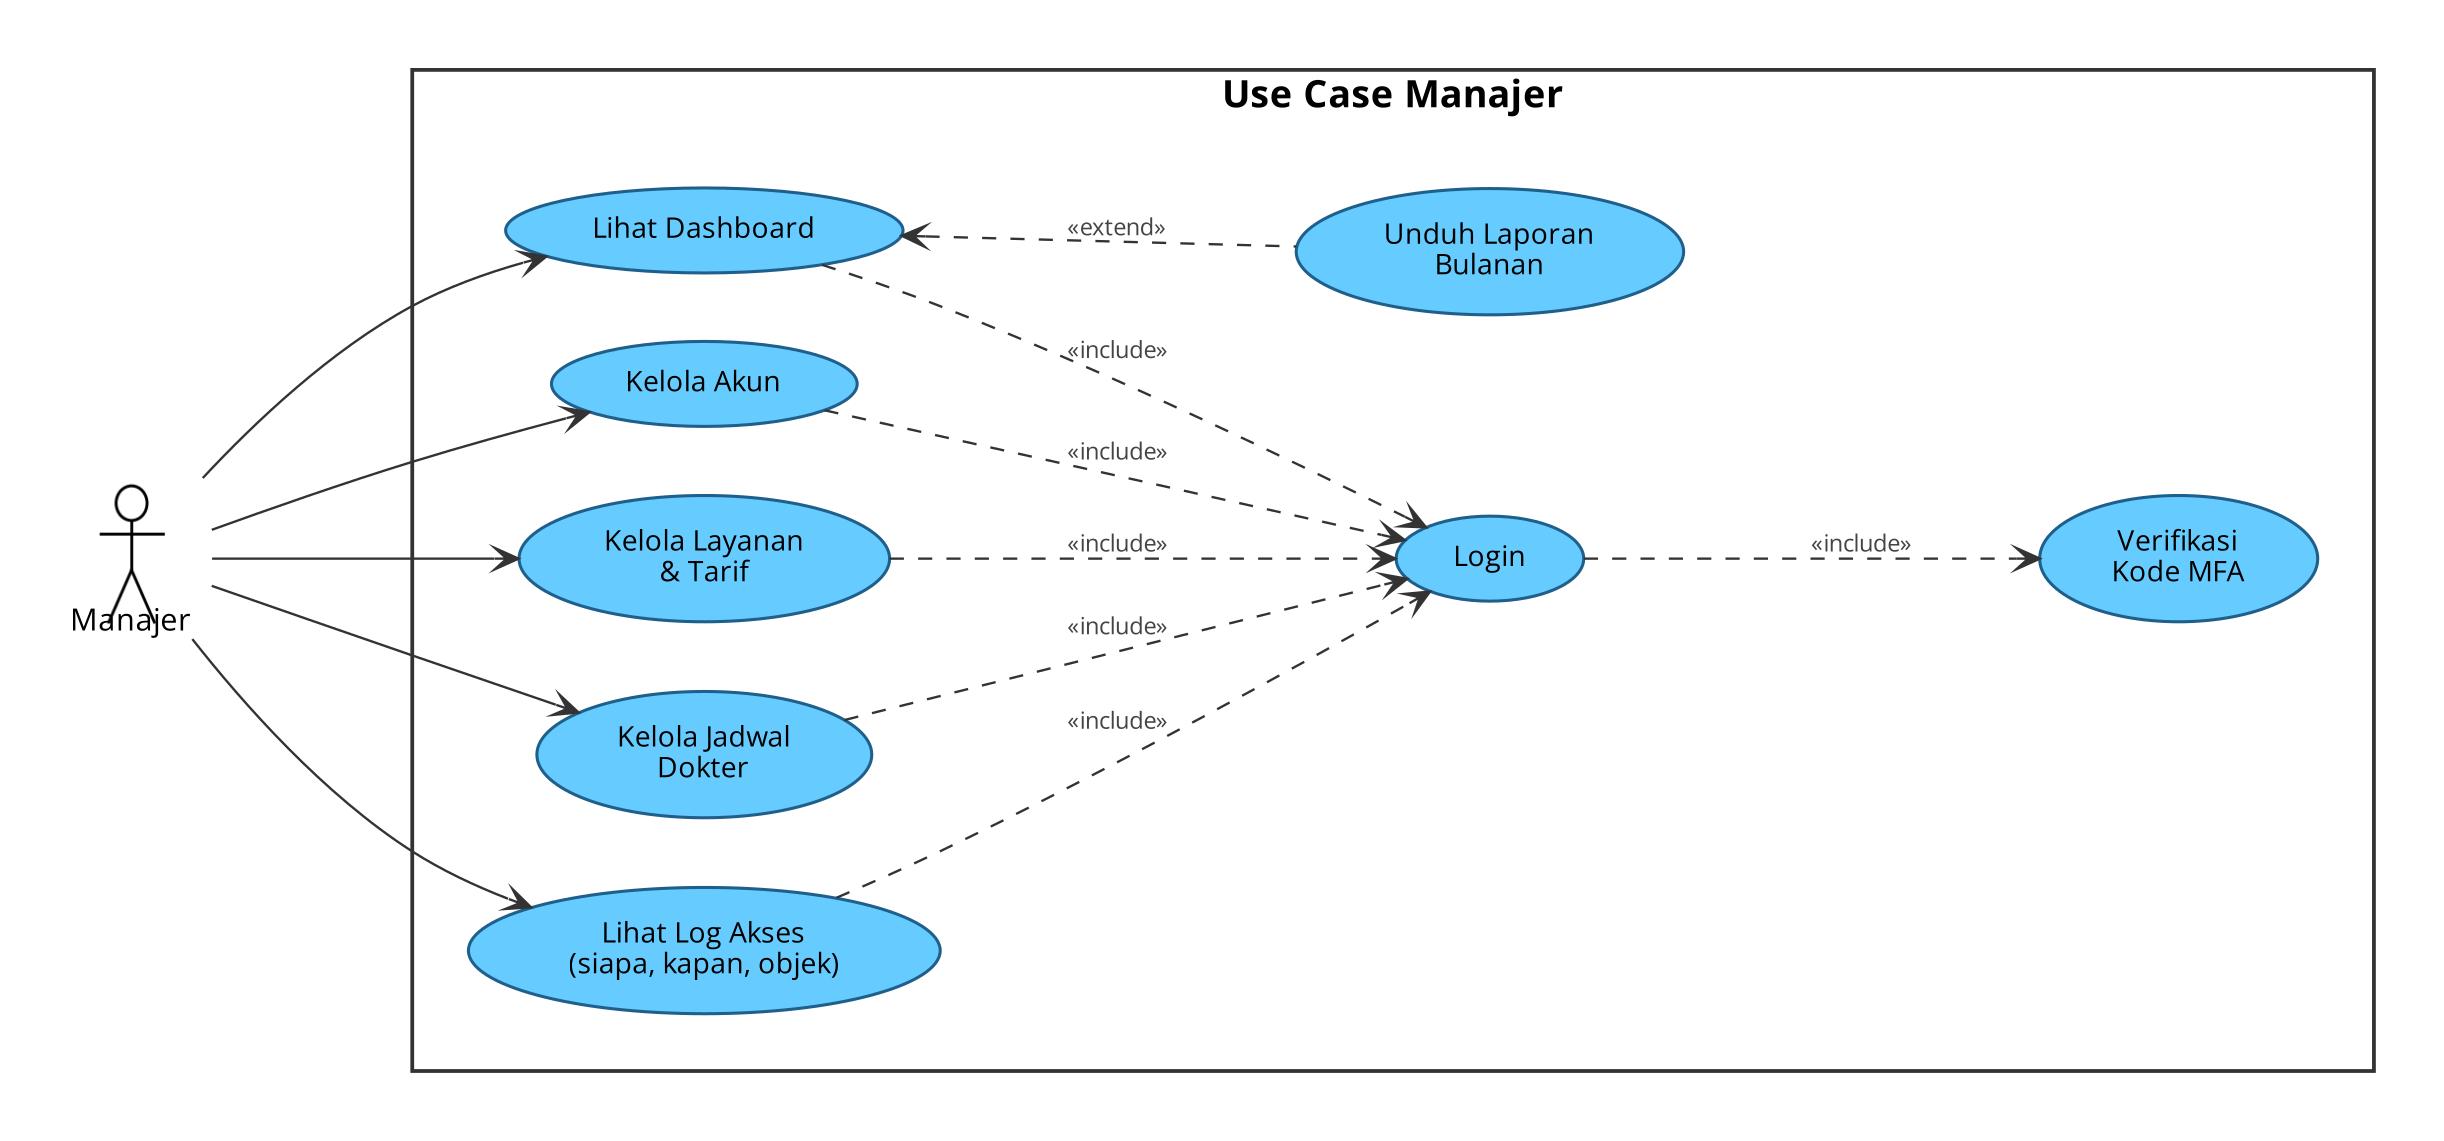 Use Case Manajer
Lihat Dashboard
«extend»
Unduh Laporan
Bulanan
«include»
Kelola Akun
«include»
Manajer
Kelola Layanan
& Tarif
«include»
Login
«include»
Verifikasi
Kode MFA
Kelola Jadwal
Dokter
«include»
«include»
Lihat Log Akses
(siapa, kapan, objek)